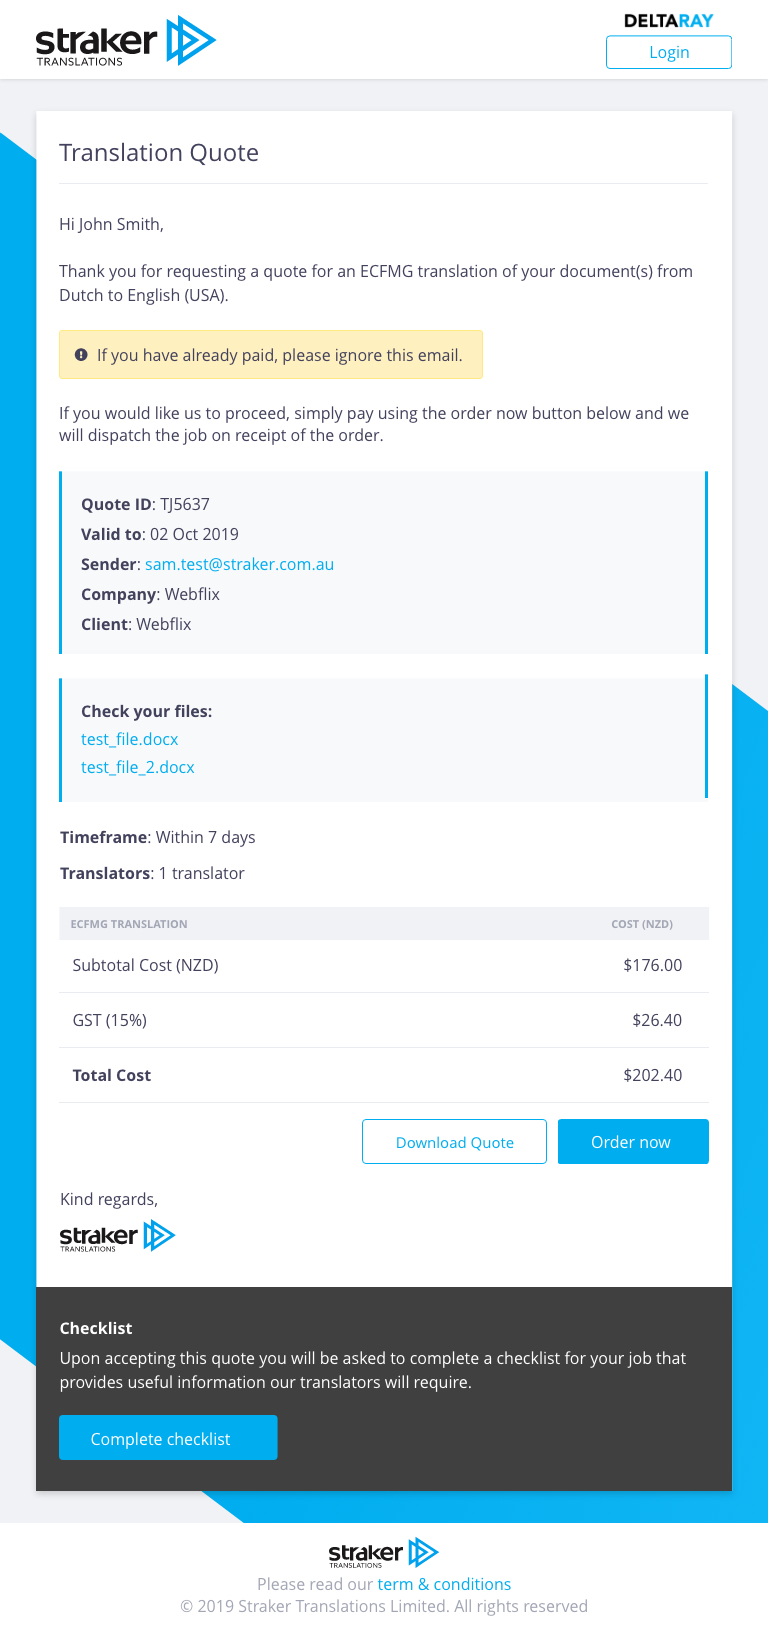 straker
TRANSLATIONS
DELTARAY
Login
Translation Quote
Hi John Smith,
Thank you for requesting a quote for an ECFMG translation of your document(s) from
Dutch to English (USA).
If you have already paid, please ignore this email.
If you would like us to proceed, simply pay using the order now button below and we
will dispatch the job on receipt of the order.
Quote ID: TJ5637
Valid to: 02 Oct 2019
Sender: sam.test@straker.com.au
Company: Webflix
Client: Webflix
Check your files:
test_file.docx
test_file_2.docx
Timeframe: Within 7 days
Translators: 1 translator
ECFMG TRANSLATION COST (NZD)
Subtotal Cost (NZD) $176.00
GST (15%) $26.40
Total Cost $202.40
Download Quote Order now
Kind regards,
straker
TRANSLATIONS
Checklist
Upon accepting this quote you will be asked to complete a checklist for your job that
provides useful information our translators will require.
Complete checklist
straker
TRANSLATIONS
Please read our term & conditions
© 2019 Straker Translations Limited. All rights reserved